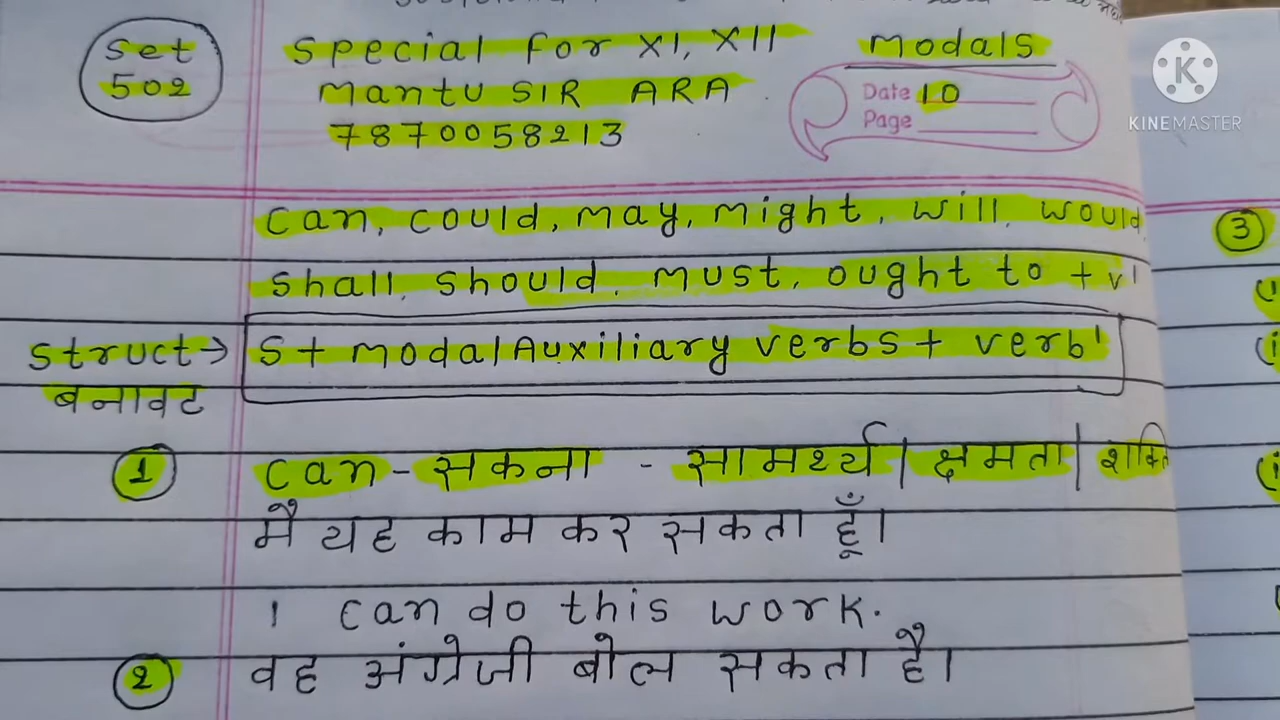 Set
502
Special for XI, XII
Mantu SIR ARA
7870058213
Modals
Date 10
Page
KINEMASTER
Can, could, may, might, will, would,
Shall, should, must, ought to + v¹
Struct→ S + modal Auxiliary verbs + verb¹
बनावट
1 Can - सकना - सामर्थ्य | क्षमता | शक्ति
मै यह काम कर सकता हूँ।
I can do this work.
2 वह अंग्रेजी बोल सकता है।
3